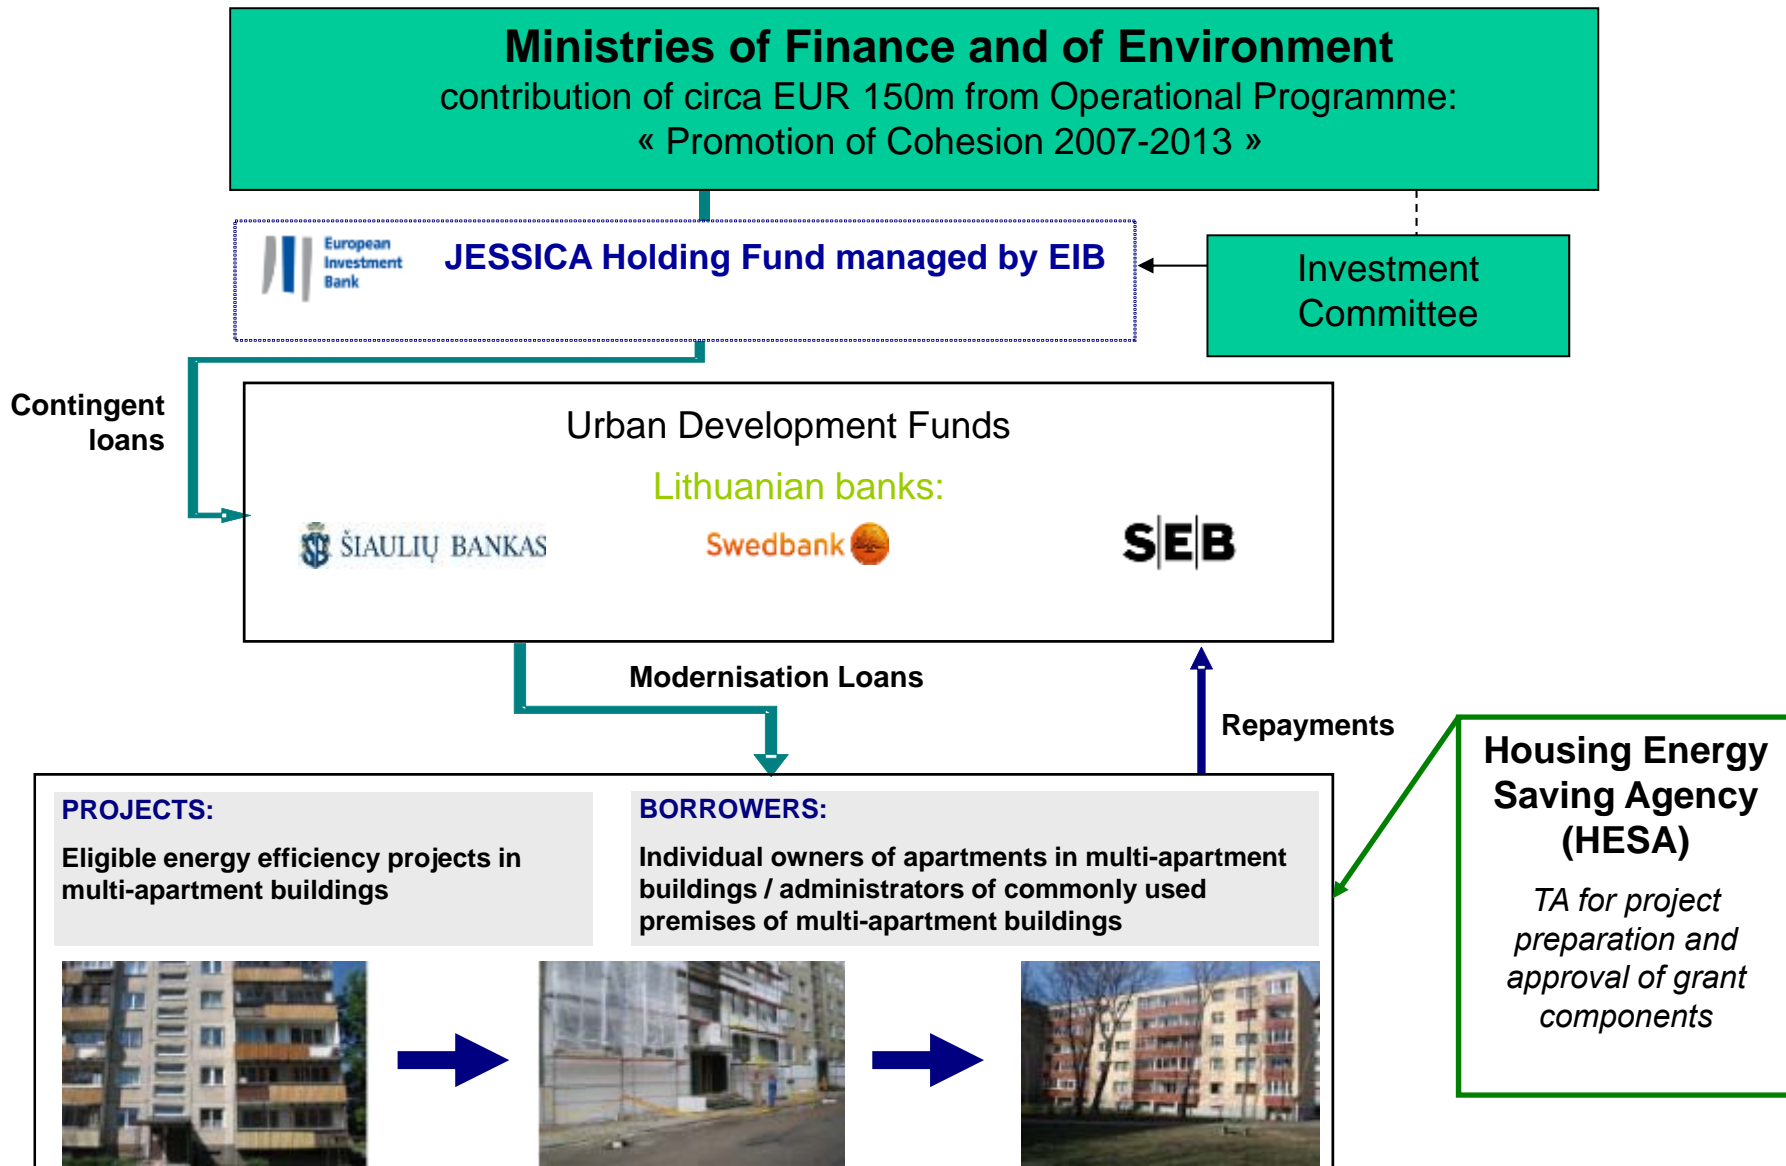 Ministries of Finance and of Environment
contribution of circa EUR 150m from Operational Programme:
« Promotion of Cohesion 2007-2013 »
European
Investment
Bank
JESSICA Holding Fund managed by EIB
Investment
Committee
Contingent
loans
Urban Development Funds
Lithuanian banks:
ŠIAULIŲ BANKAS
Swedbank
S|E|B
Modernisation Loans
Repayments
PROJECTS:
Eligible energy efficiency projects in
multi-apartment buildings
BORROWERS:
Individual owners of apartments in multi-apartment
buildings / administrators of commonly used
premises of multi-apartment buildings
Housing Energy
Saving Agency
(HESA)
TA for project
preparation and
approval of grant
components